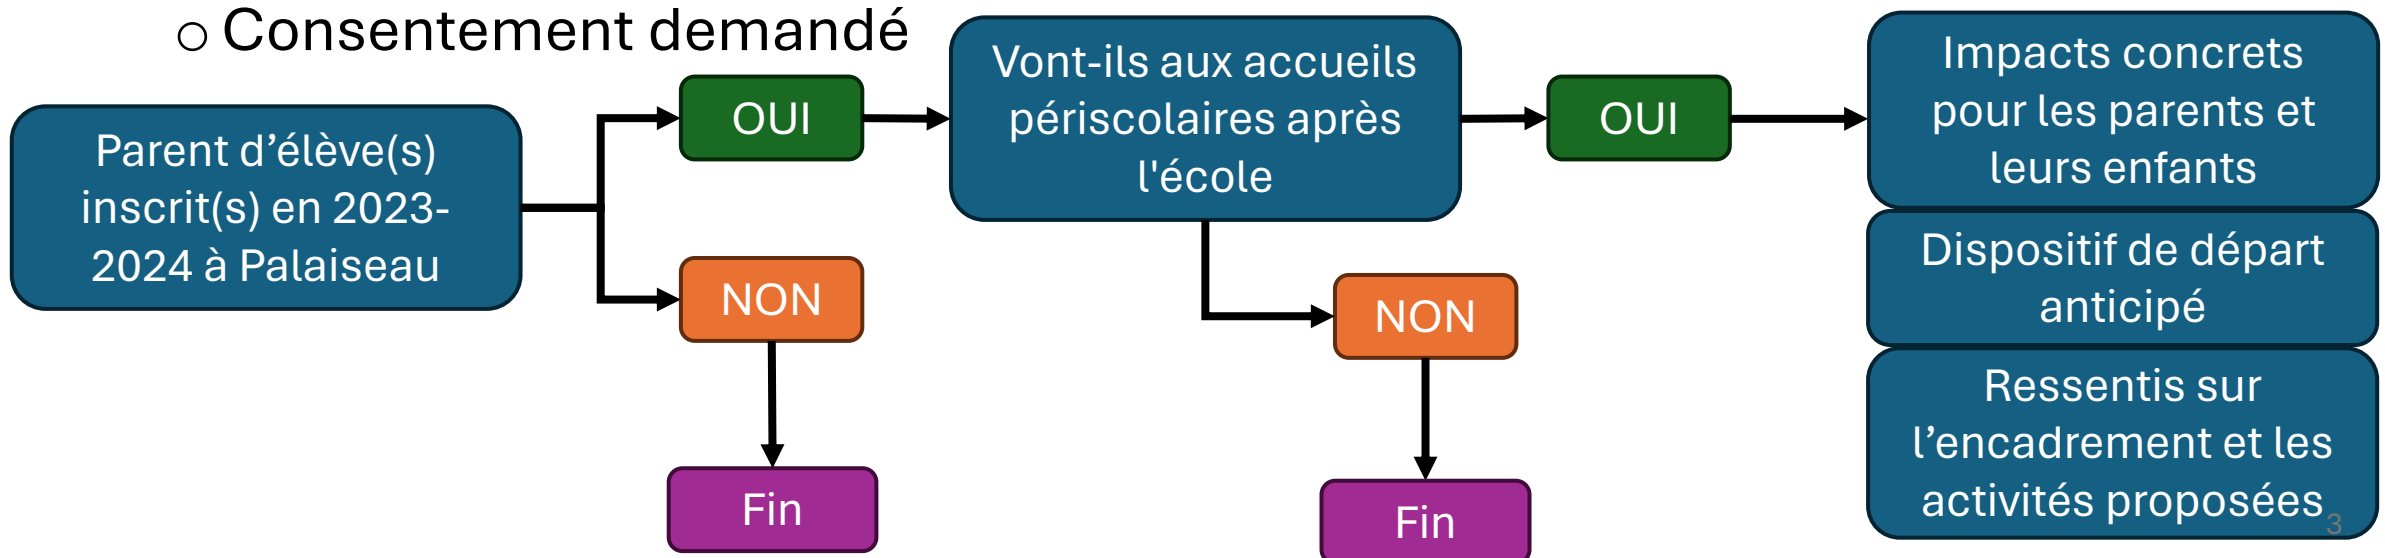 ○ Consentement demandé
Parent d’élève(s)
inscrit(s) en 2023-
2024 à Palaiseau
OUI
NON
Fin
Vont-ils aux accueils
périscolaires après
l'école
OUI
NON
Fin
Impacts concrets
pour les parents et
leurs enfants
Dispositif de départ
anticipé
Ressentis sur
l’encadrement et les
activités proposées
3